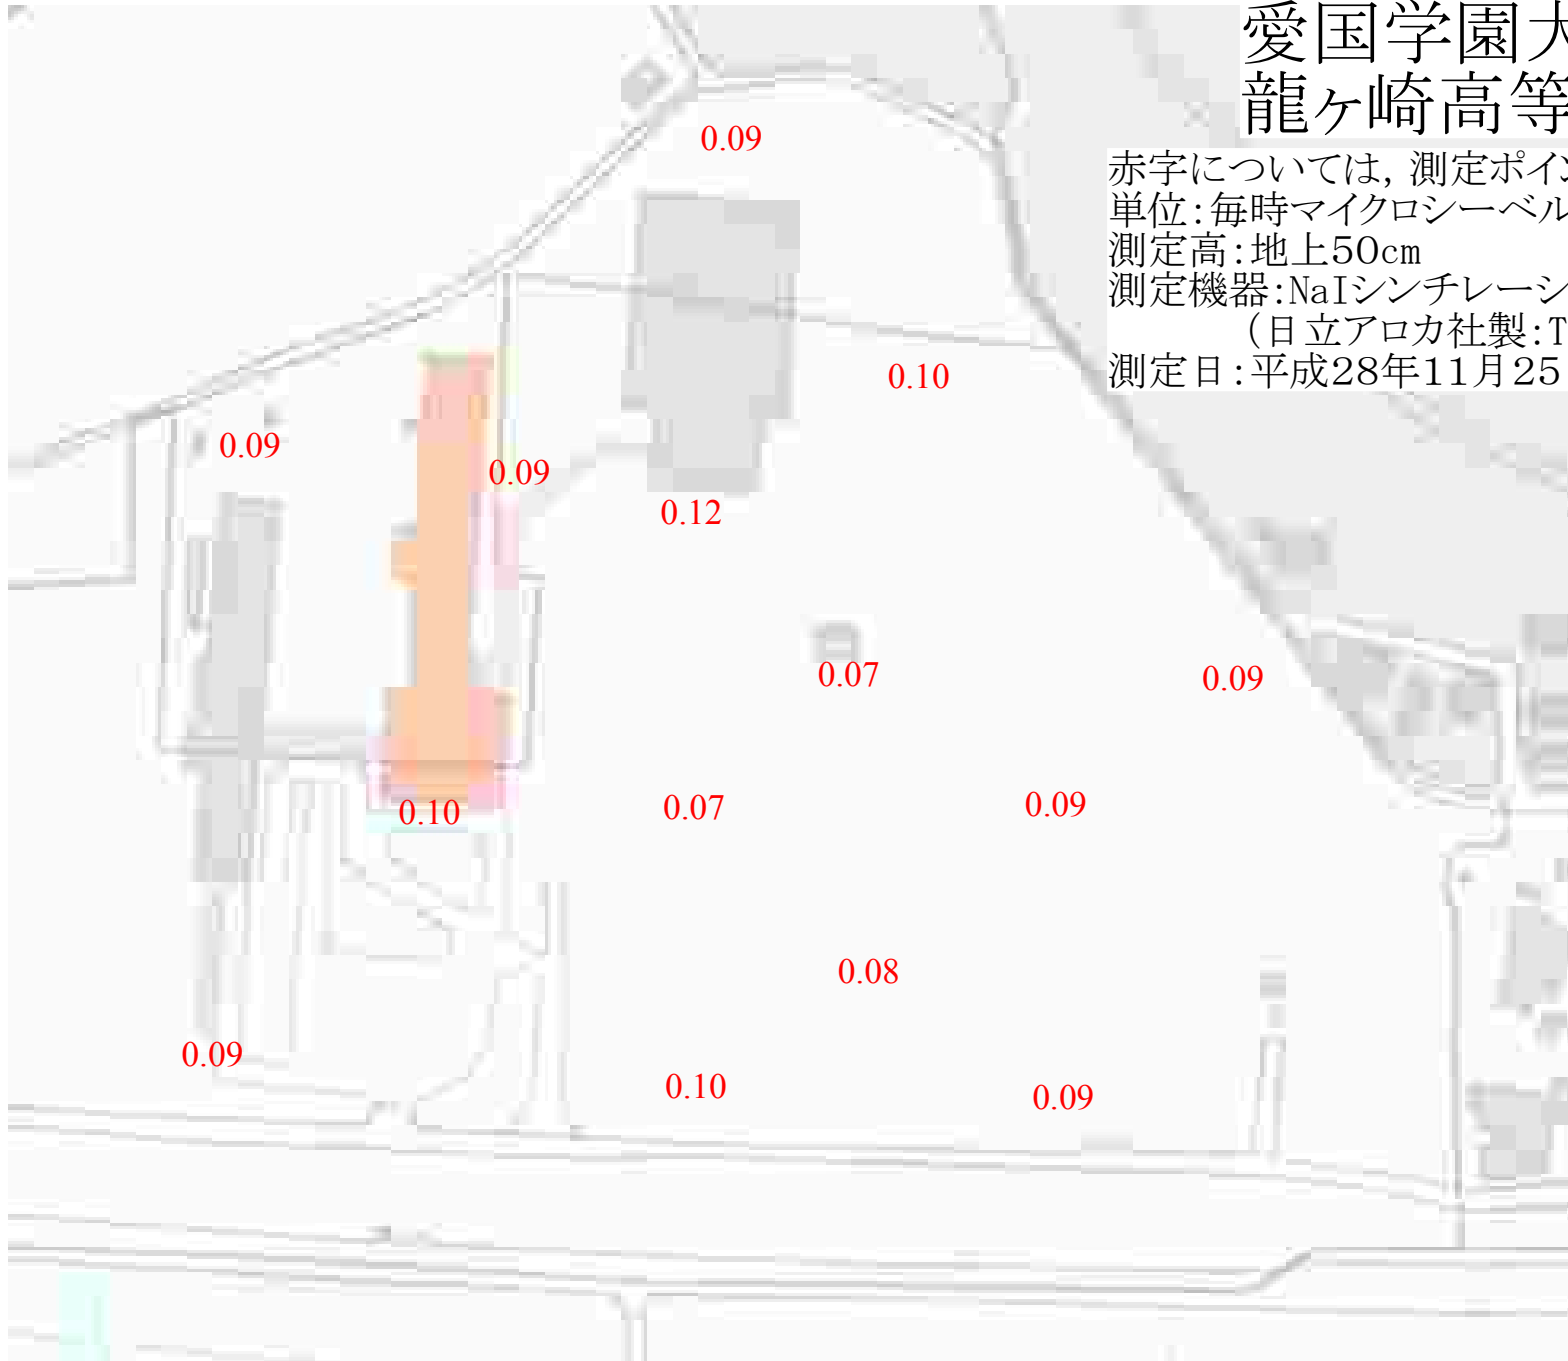 愛国学園大
龍ヶ崎高等
赤字については，測定ポイン
単位：毎時マイクロシーベル
測定高：地上50cm
測定機器：NaIシンチレーシ
（日立アロカ社製：T
測定日：平成28年11月25
0.09
0.10
0.09
0.09
0.12
0.07
0.09
0.10
0.07
0.09
0.08
0.09
0.10
0.09